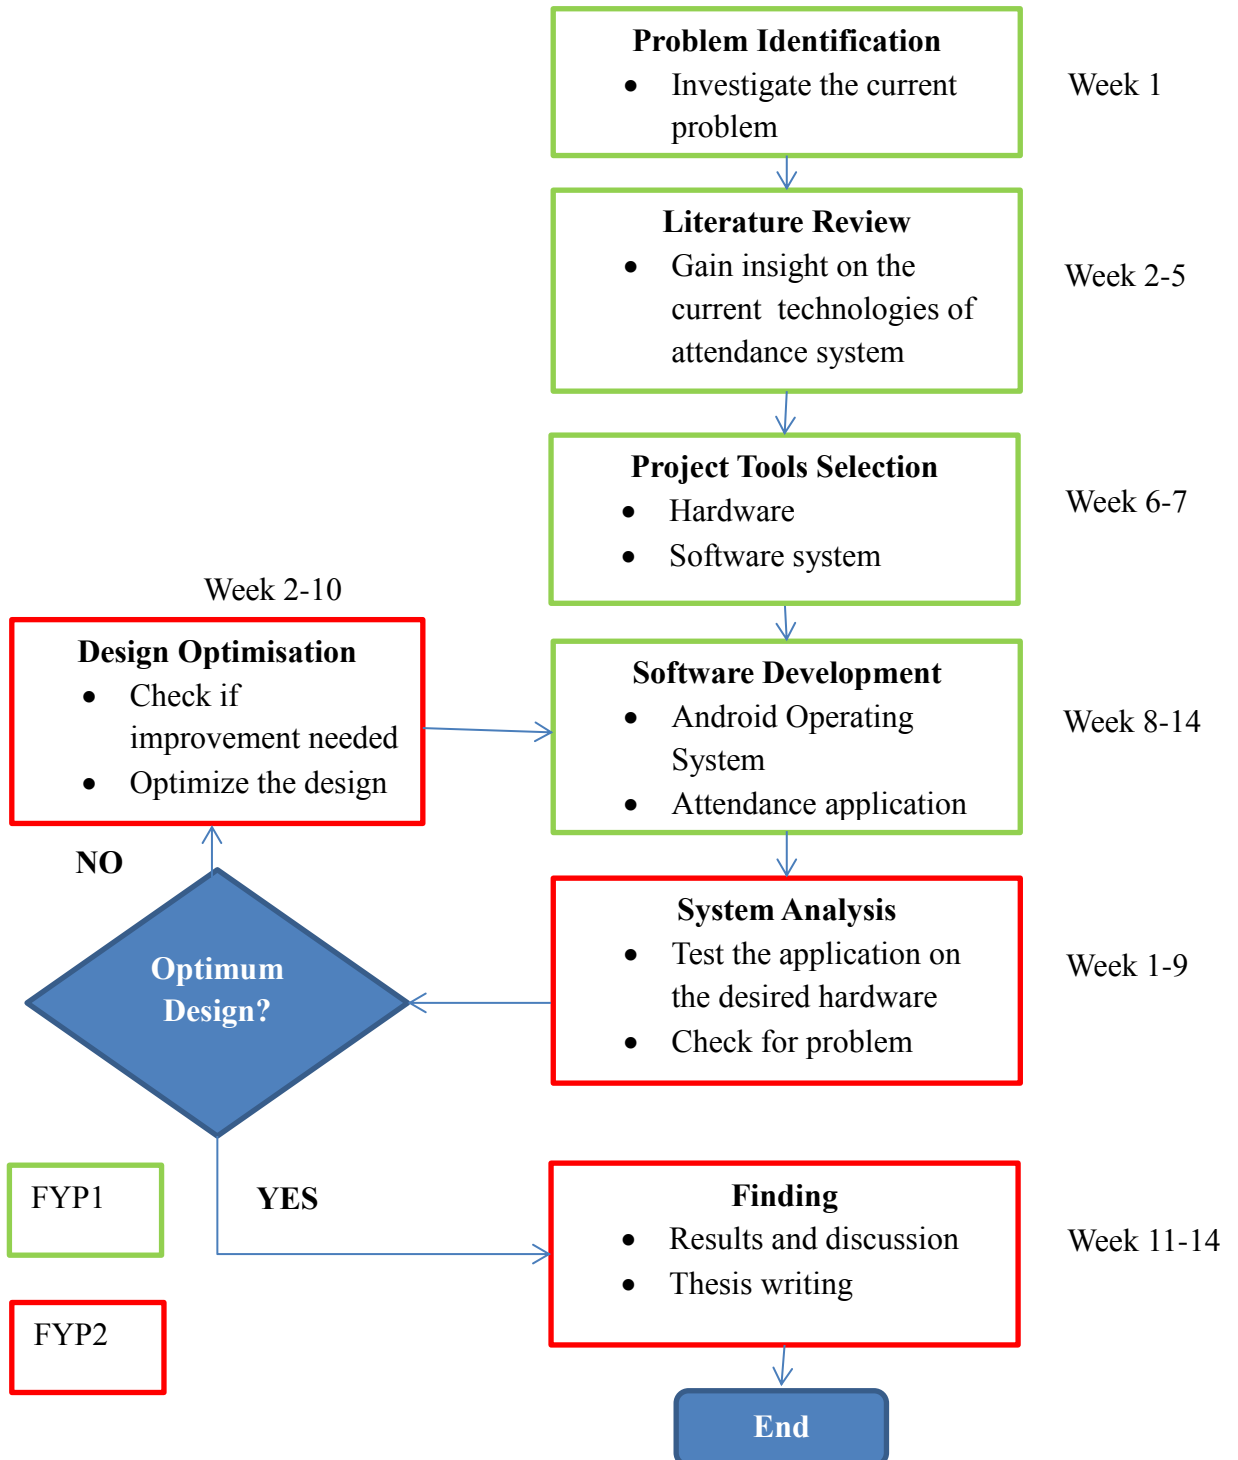 Problem Identification
• Investigate the current
problem
Week 1
Literature Review
• Gain insight on the
current technologies of
attendance system
Week 2-5
Project Tools Selection
• Hardware
• Software system
Week 6-7
Week 2-10
Design Optimisation
• Check if
improvement needed
• Optimize the design
Software Development
• Android Operating
System
• Attendance application
Week 8-14
NO
Optimum
Design?
System Analysis
• Test the application on
the desired hardware
• Check for problem
Week 1-9
FYP1
YES
Finding
• Results and discussion
• Thesis writing
Week 11-14
FYP2
End